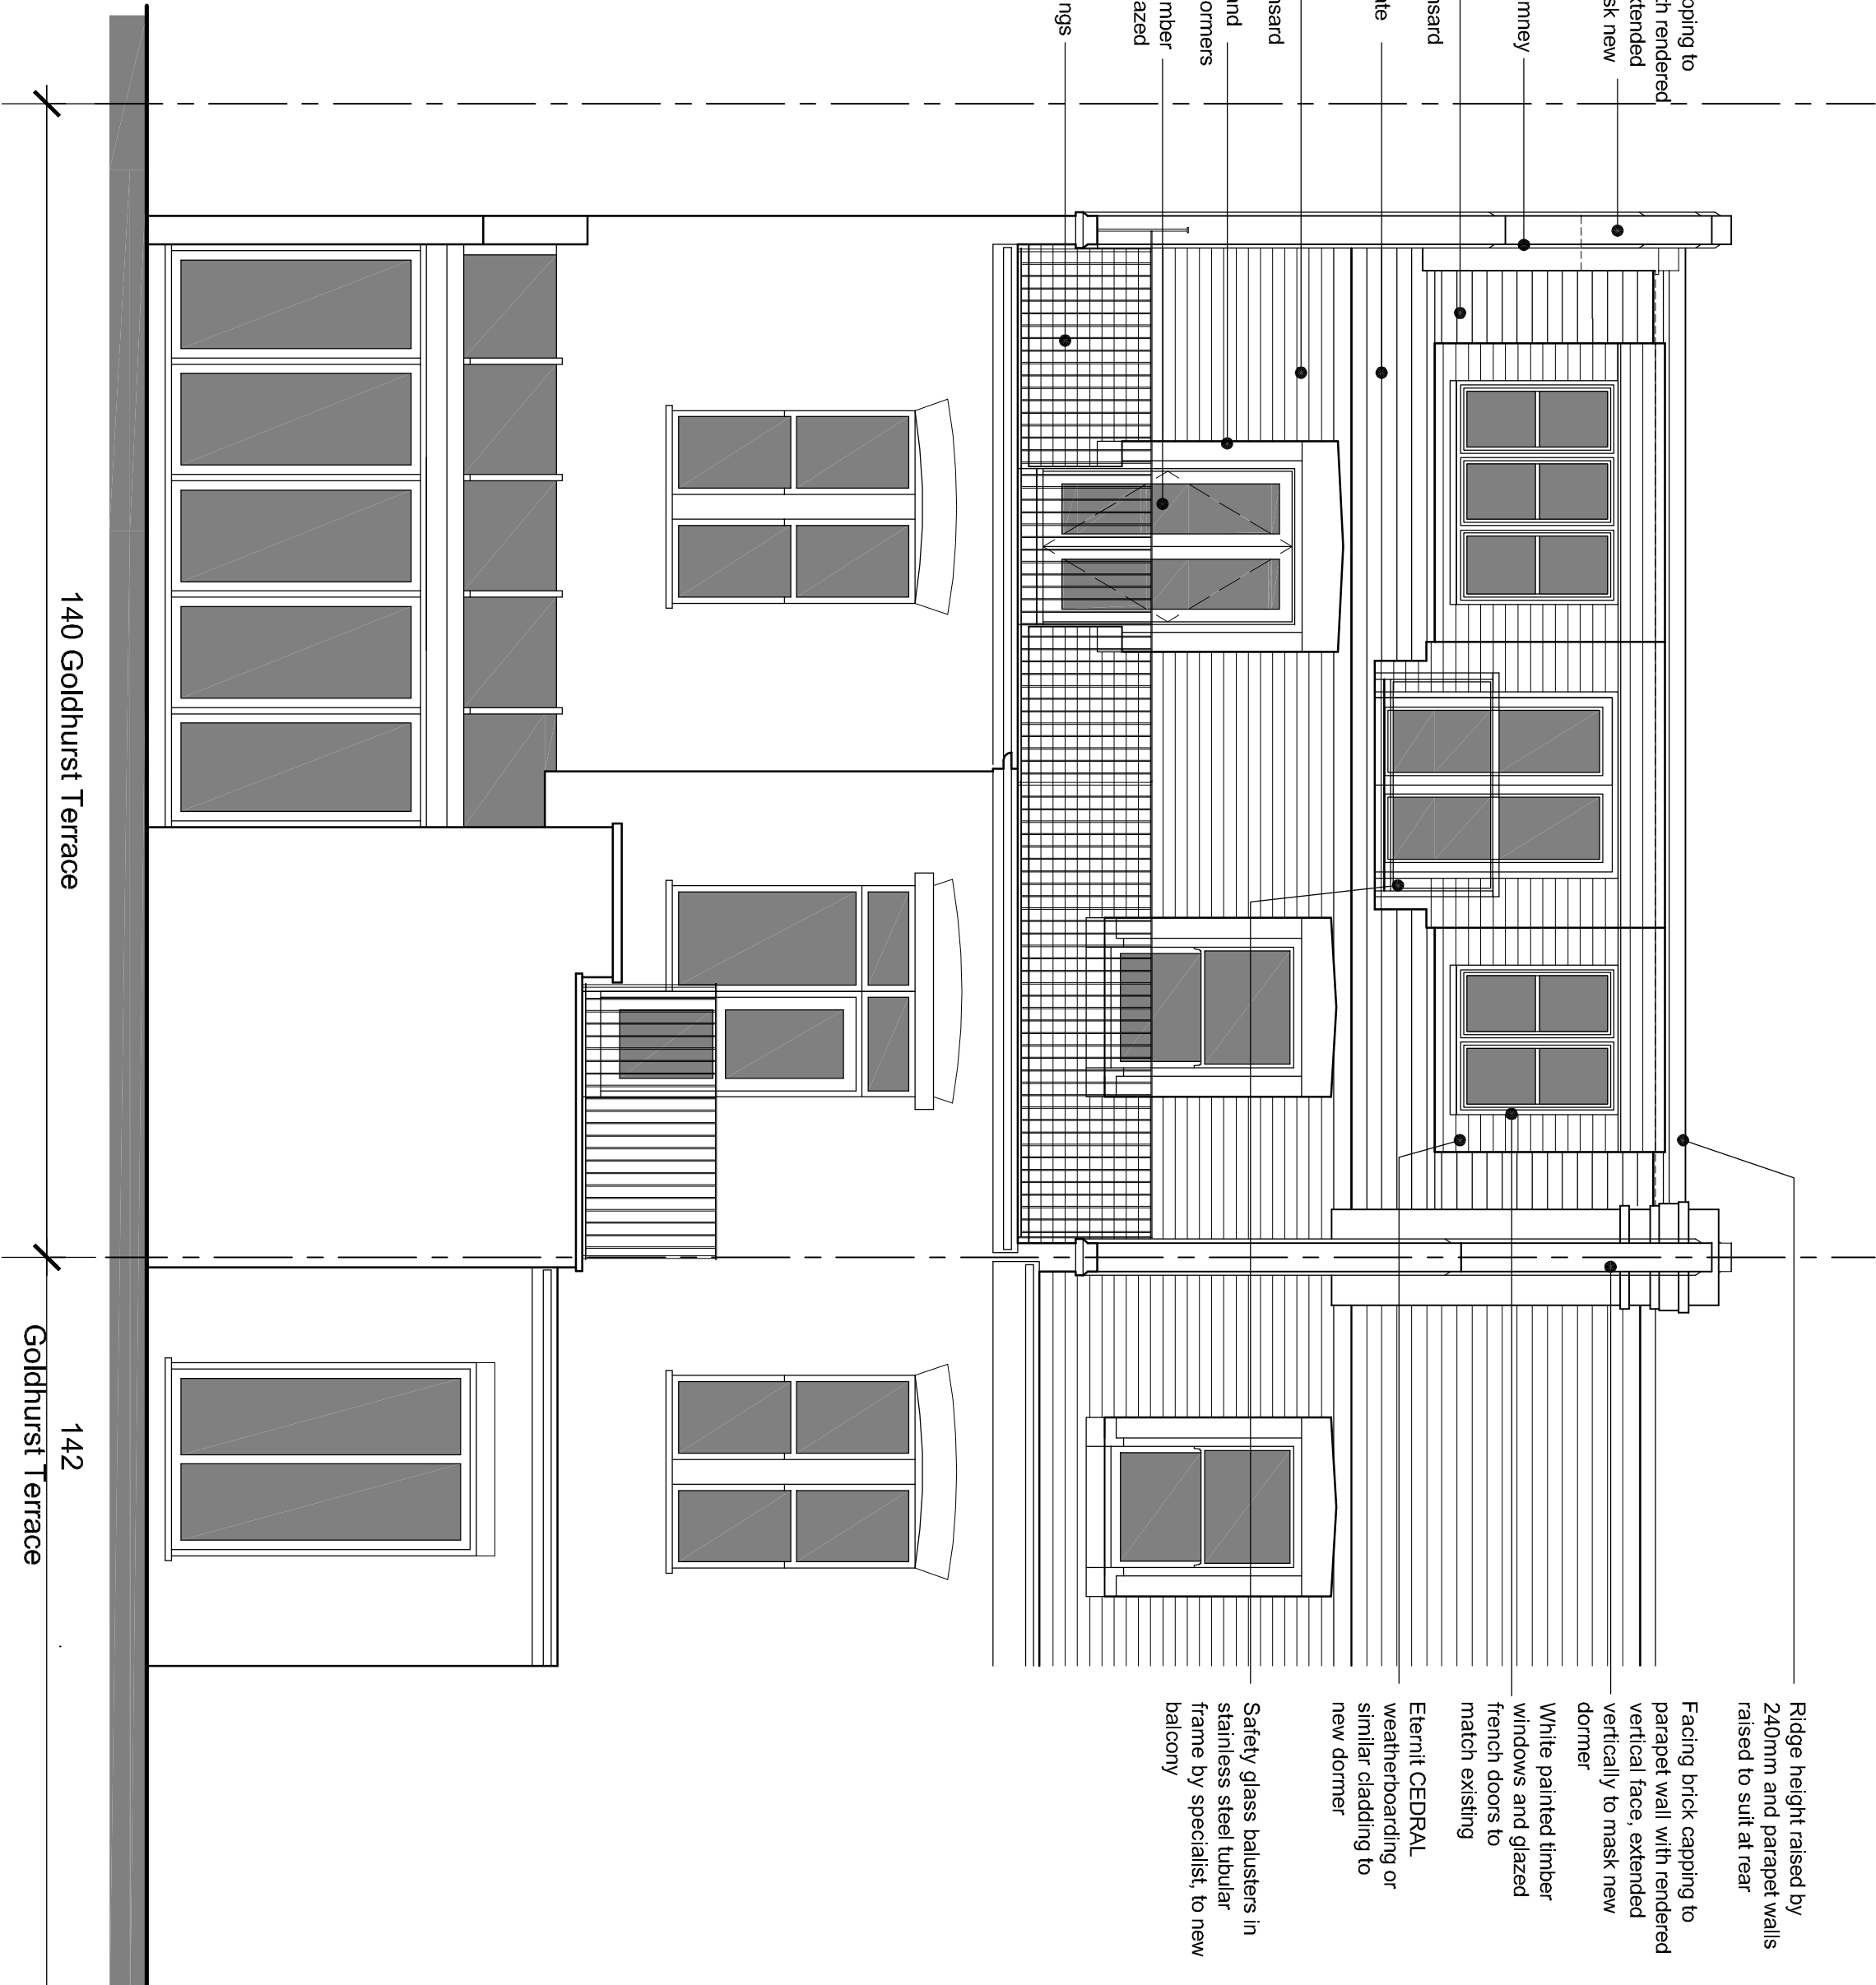 pping to
th rendered
xtended
sk new
mney
nsard
ate
nsard
and
ormers
mber
azed
ngs
Ridge height raised by
240mm and parapet walls
raised to suit at rear
Facing brick capping to
parapet wall with rendered
vertical face, extended
vertically to mask new
dormer
White painted timber
windows and glazed
french doors to
match existing
Eternit CEDRAL
weatherboarding or
similar cladding to
new dormer
Safety glass balusters in
stainless steel tubular
frame by specialist, to new
balcony
140 Goldhurst Terrace
142
Goldhurst Terrace